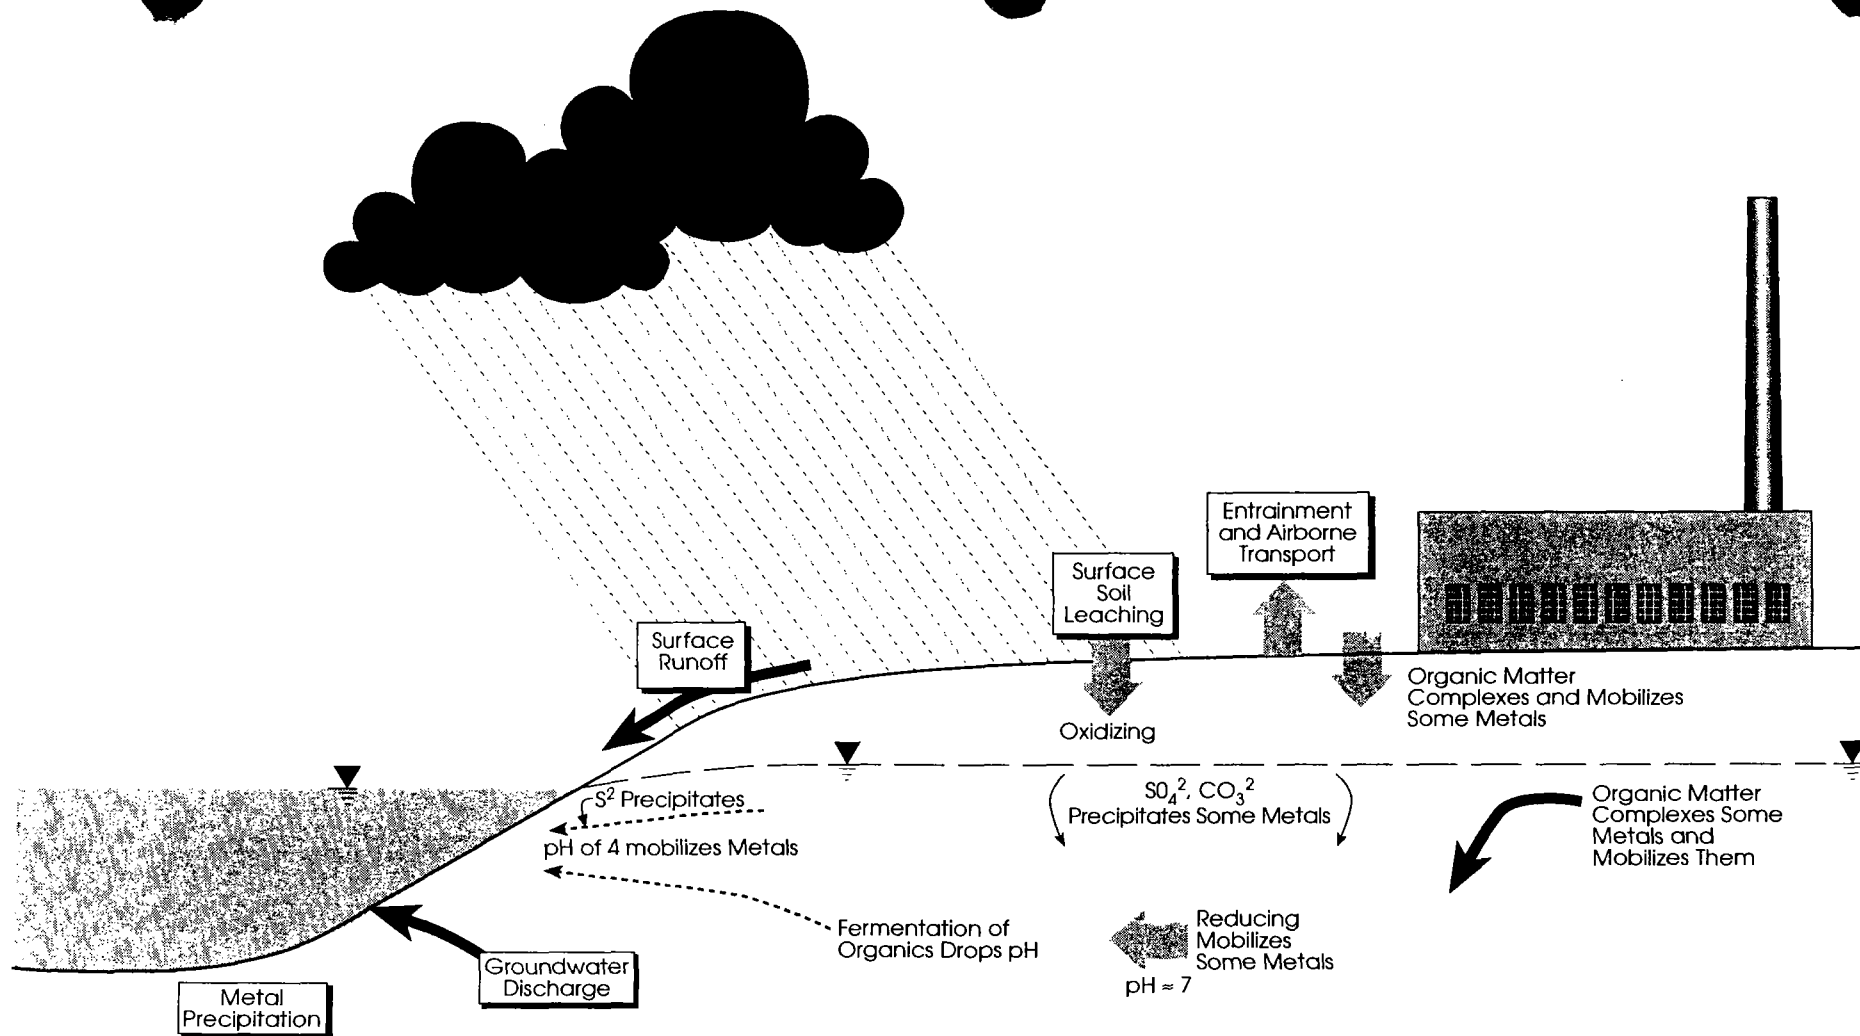 Entrainment
and Airborne
Transport
Surface
Soil
Leaching
Surface
Runoff
Organic Matter
Complexes and Mobilizes
Some Metals
Oxidizing
S² Precipitates
pH of 4 mobilizes Metals
SO₄², CO₃²
Precipitates Some Metals
Organic Matter
Complexes Some
Metals and
Mobilizes Them
Fermentation of
Organics Drops pH
Reducing
Mobilizes
Some Metals
pH ≈ 7
Groundwater
Discharge
Metal
Precipitation